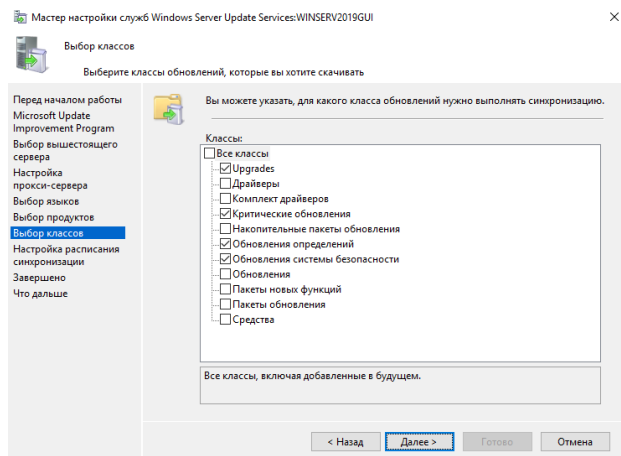 Мастер настройки служб Windows Server Update Services:WINSERV2019GUI
Выбор классов
Выберите классы обновлений, которые вы хотите скачивать
Перед началом работы
Microsoft Update
Improvement Program
Выбор вышестоящего
сервера
Настройка
прокси-сервера
Выбор языков
Выбор продуктов
Выбор классов
Настройка расписания
синхронизации
Завершено
Что дальше
Вы можете указать, для какого класса обновлений нужно выполнять синхронизацию.
Классы:
Все классы
Upgrades
Драйверы
Комплект драйверов
Критические обновления
Накопительные пакеты обновления
Обновления определений
Обновления системы безопасности
Обновления
Пакеты новых функций
Пакеты обновления
Средства
Все классы, включая добавленные в будущем.
< Назад
Далее >
Готово
Отмена